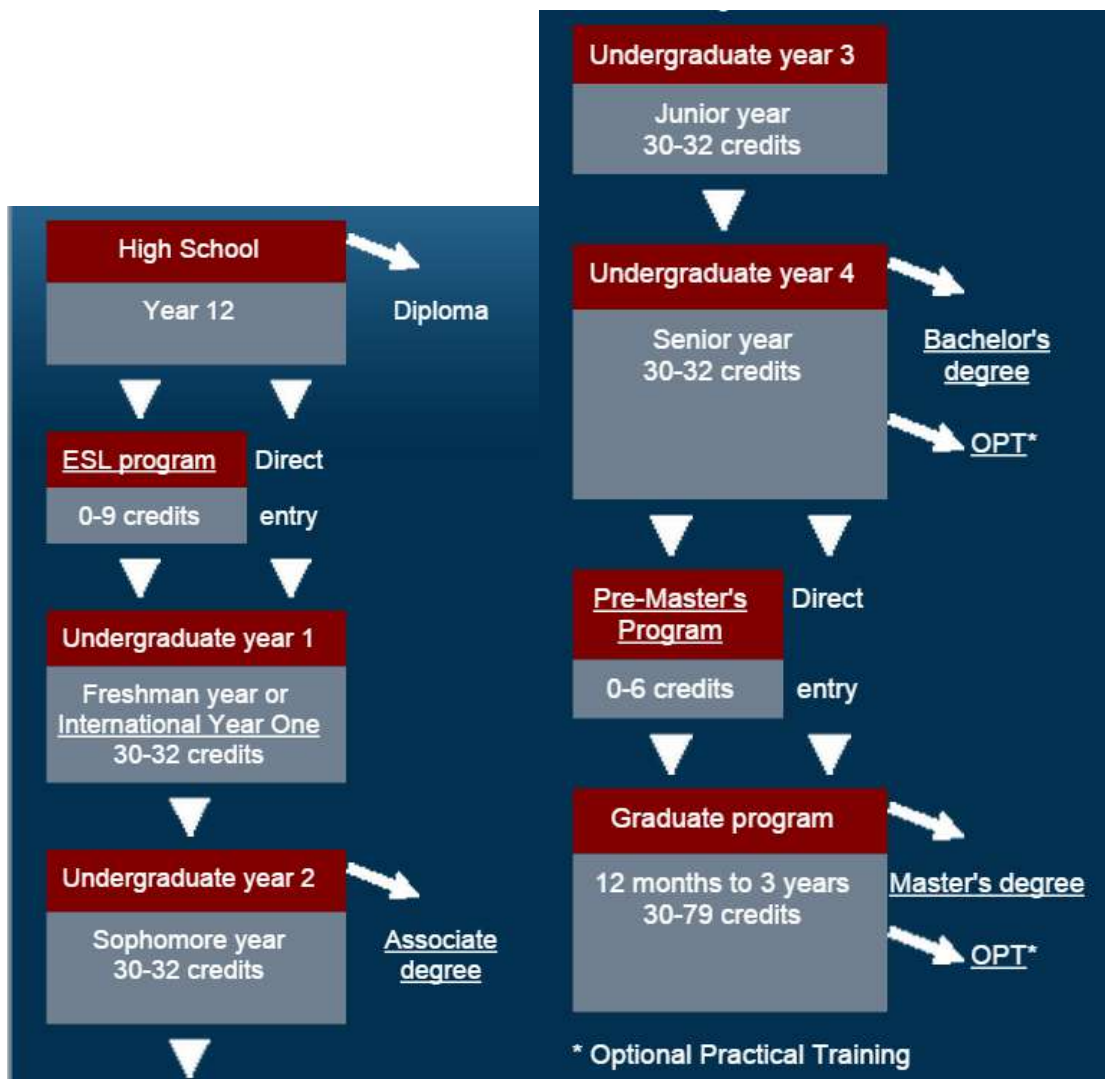 High School
Year 12
Diploma
ESL program
Direct
0-9 credits
entry
Undergraduate year 1
Freshman year or
International Year One
30-32 credits
Undergraduate year 2
Sophomore year
30-32 credits
Associate
degree
Undergraduate year 3
Junior year
30-32 credits
Undergraduate year 4
Senior year
30-32 credits
Bachelor's
degree
OPT*
Pre-Master's
Program
Direct
0-6 credits
entry
Graduate program
12 months to 3 years
30-79 credits
Master's degree
OPT*
* Optional Practical Training